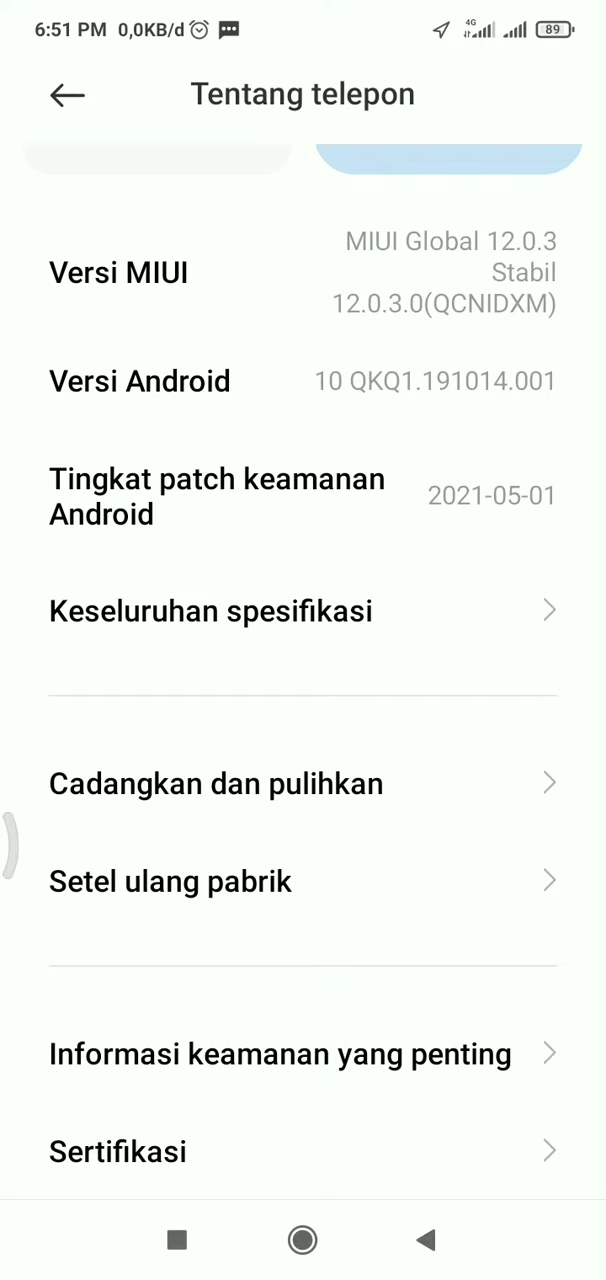 6:51 PM 0,0KB/d 4G 89
Tentang telepon
Versi MIUI
MIUI Global 12.0.3
Stabil
12.0.3.0(QCNIDXM)
Versi Android
10 QKQ1.191014.001
Tingkat patch keamanan
Android
2021-05-01
Keseluruhan spesifikasi
Cadangkan dan pulihkan
Setel ulang pabrik
Informasi keamanan yang penting
Sertifikasi